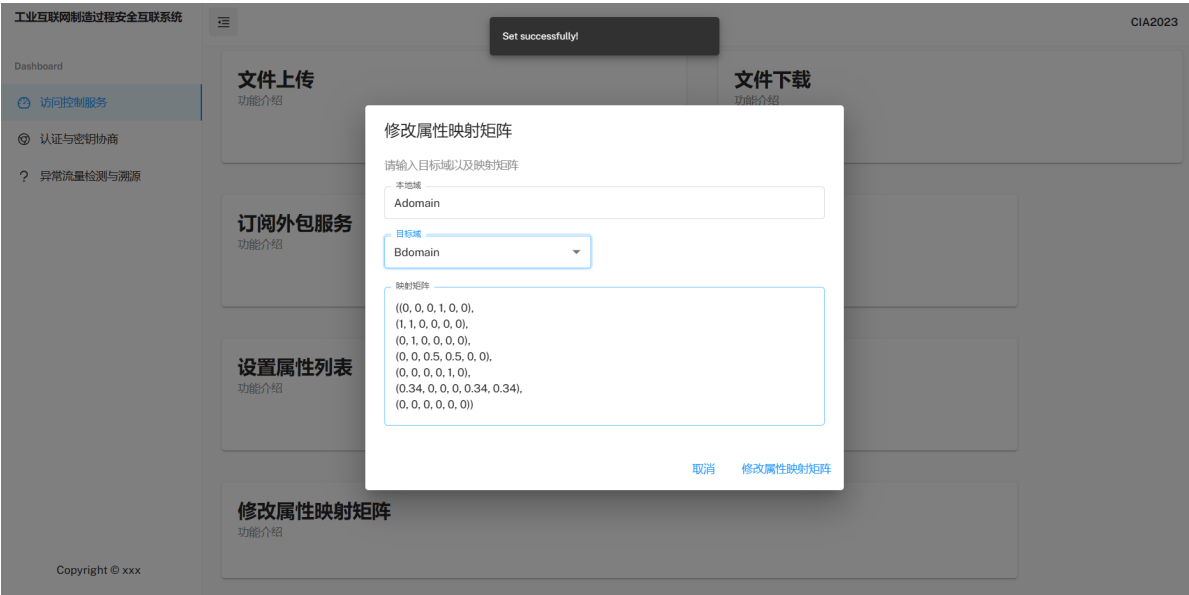 工业互联网制造过程安全互联系统
Set successfully!
CIA2023
Dashboard
访问控制服务
认证与密钥协商
异常流量检测与溯源
Copyright © xxx
文件上传
功能介绍
文件下载
功能介绍
订阅外包服务
功能介绍
设置属性列表
功能介绍
修改属性映射矩阵
功能介绍
修改属性映射矩阵
请输入目标域以及映射矩阵
本地域
Adomain
目标域
Bdomain
映射矩阵
((0, 0, 0, 1, 0, 0),
(1, 1, 0, 0, 0, 0),
(0, 1, 0, 0, 0, 0),
(0, 0, 0.5, 0.5, 0, 0),
(0, 0, 0, 0, 1, 0),
(0.34, 0, 0, 0, 0.34, 0.34),
(0, 0, 0, 0, 0, 0))
取消
修改属性映射矩阵